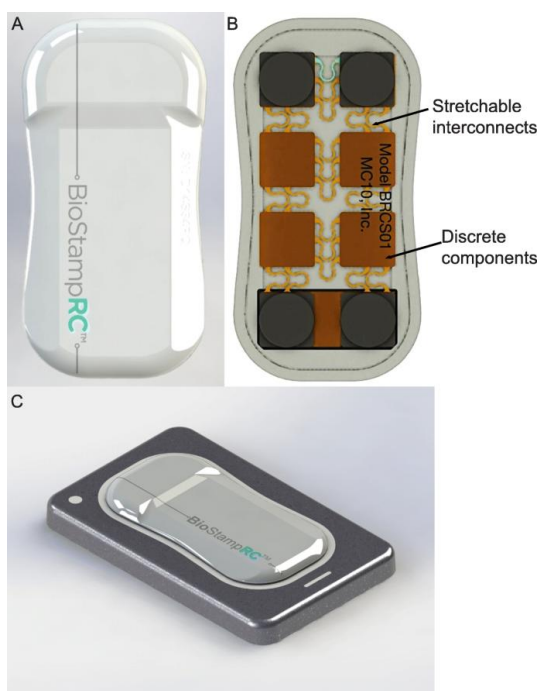 A
BioStampRC™
B
Stretchable
interconnects
Model BRCS01
MC10, Inc.
Discrete
components
C
BioStampRC™